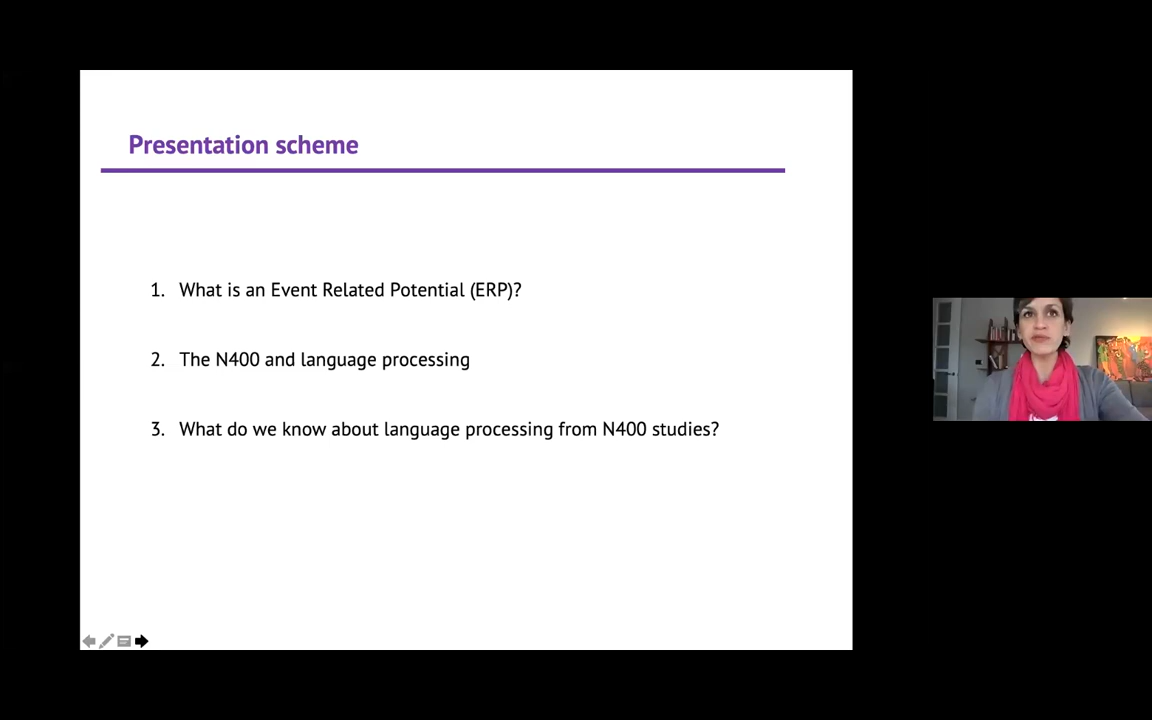 Presentation scheme
1. What is an Event Related Potential (ERP)?
2. The N400 and language processing
3. What do we know about language processing from N400 studies?